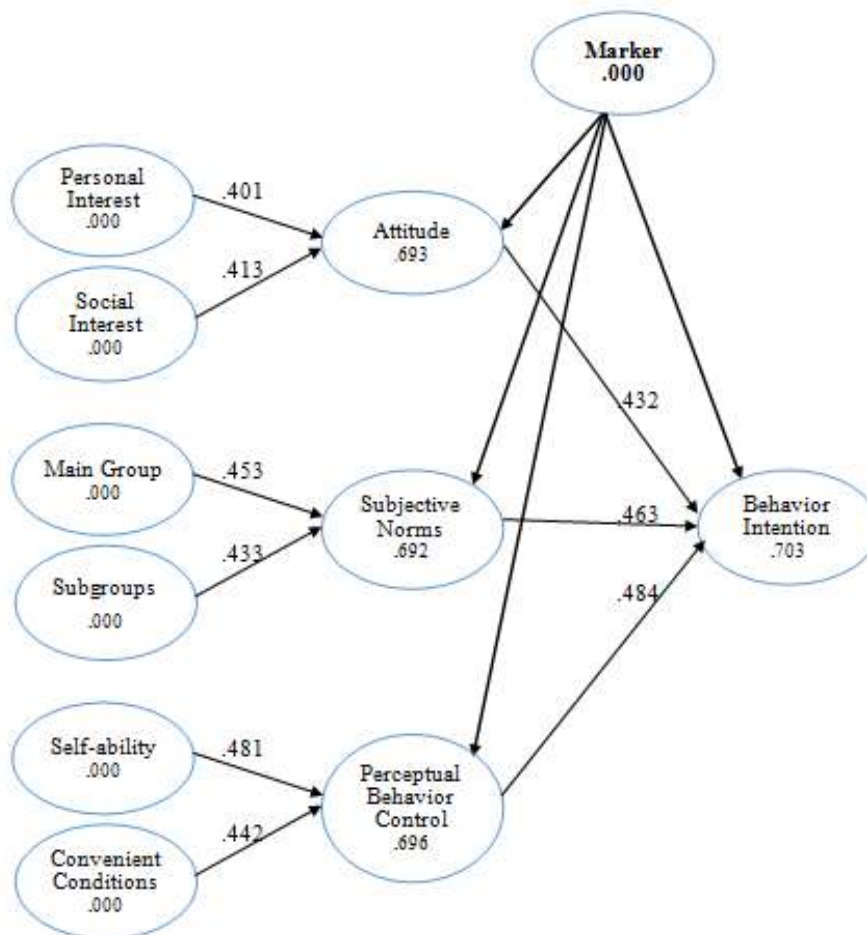 Marker
.000
Personal
Interest
.000
.401
Attitude
.693
.413
Social
Interest
.000
.432
Main Group
.000
.453
Subjective
Norms
.692
.463
Behavior
Intention
.703
.433
Subgroups
.000
.484
Self-ability
.000
.481
Perceptual
Behavior
Control
.696
.442
Convenient
Conditions
.000